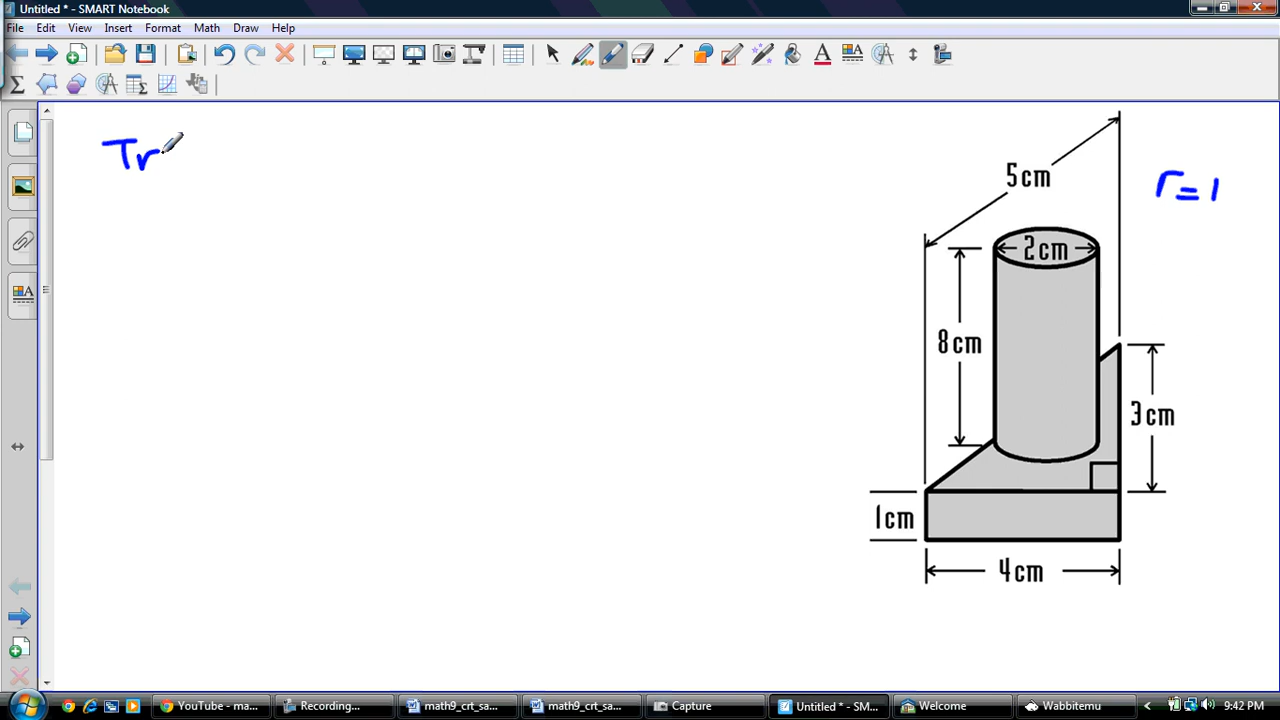 Untitled * - SMART Notebook
File Edit View Insert Format Math Draw Help
Tr
5cm
r=1
2cm
8cm
3cm
1cm
4cm
YouTube - ma...
Recording...
math9_crt_sa...
math9_crt_sa...
Capture
Untitled * - SM...
Welcome
Wabbitemu
9:42 PM